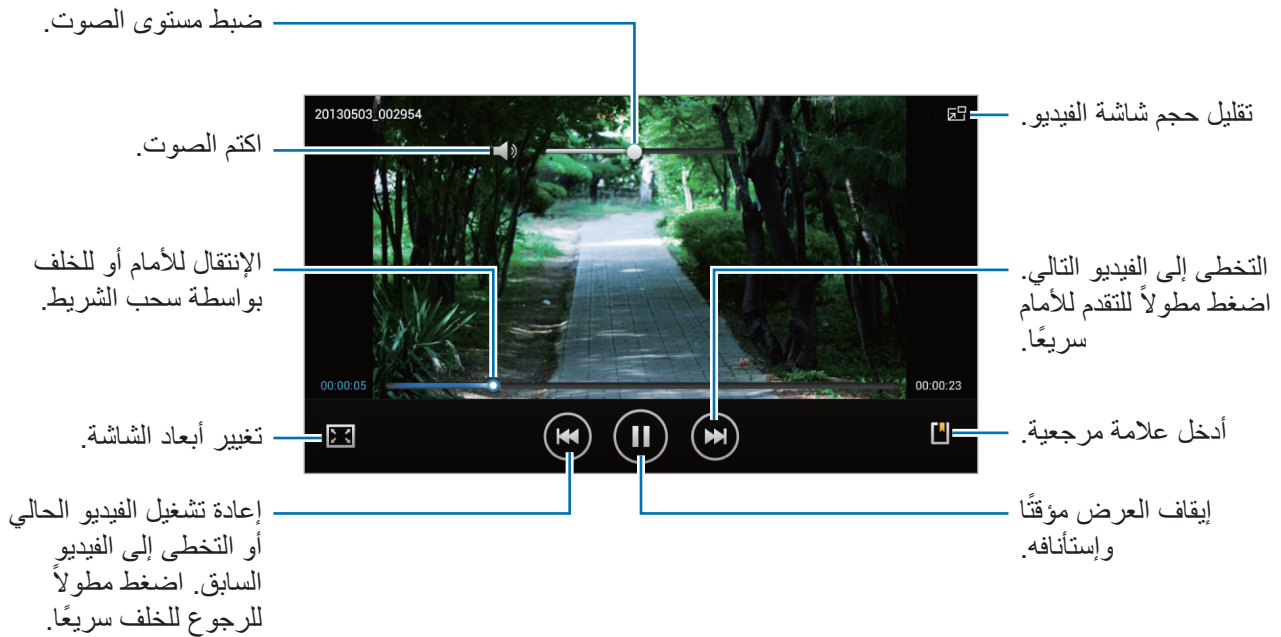 ضبط مستوى الصوت.
20130503_002954
تقليل حجم شاشة الفيديو.
اكتم الصوت.
التخطى إلى الفيديو التالي.
اضغط مطولاً للتقدم للأمام
سريعًا.
الإنتقال للأمام أو للخلف
بواسطة سحب الشريط.
00:00:05
00:00:23
أدخل علامة مرجعية.
تغيير أبعاد الشاشة.
إيقاف العرض مؤقتًا
وإستأنافه.
إعادة تشغيل الفيديو الحالي
أو التخطى إلى الفيديو
السابق. اضغط مطولاً
للرجوع للخلف سريعًا.